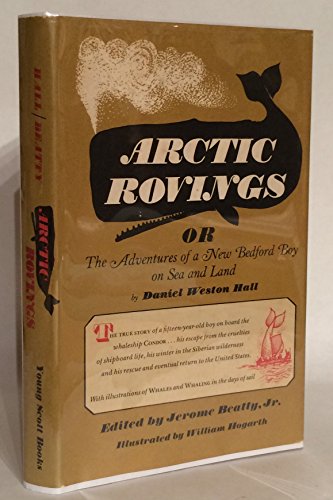 ARCTIC
ROVINGS
OR
The Adventures of a New Bedford Boy
on Sea and Land
by Daniel Weston Hall
THE TRUE STORY of a fifteen-year-old boy on board the
whaleship CONDOR . . . his escape from the cruelties
of shipboard life, his winter in the Siberian wilderness
and his rescue and eventual return to the United States.
With illustrations of WHALES and WHALING in the days of sail
Edited by Jerome Beatty, Jr.
Illustrated by William Hogarth
HALL / BEATTY
ARCTIC
ROVINGS
Young Scott Books